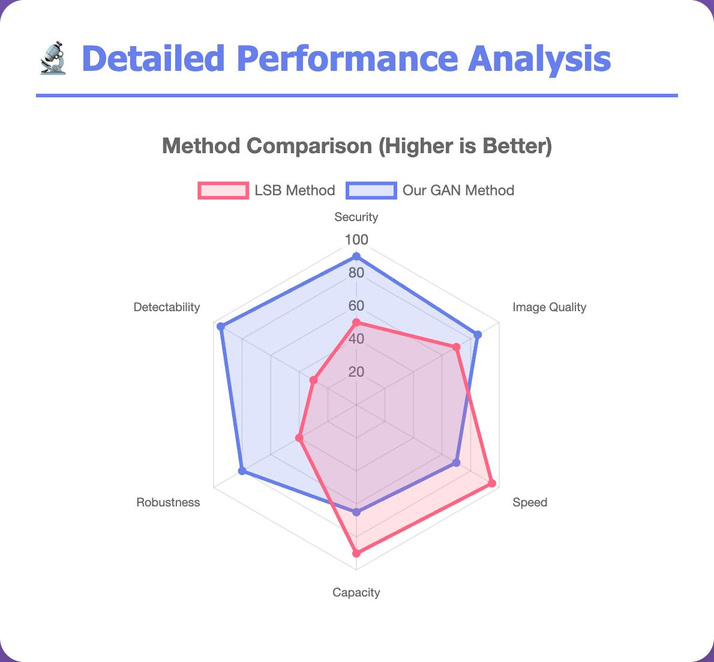 🔬 Detailed Performance Analysis
Method Comparison (Higher is Better)
LSB Method Our GAN Method
Security
100
80
60
40
20
Detectability
Image Quality
Robustness
Speed
Capacity